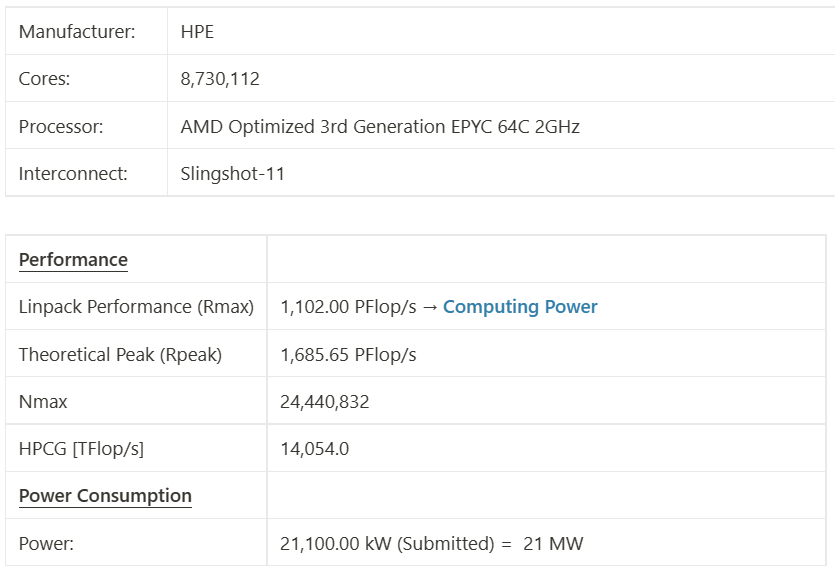 Manufacturer: HPE
Cores: 8,730,112
Processor: AMD Optimized 3rd Generation EPYC 64C 2GHz
Interconnect: Slingshot-11
Performance
Linpack Performance (Rmax) 1,102.00 PFlop/s → Computing Power
Theoretical Peak (Rpeak) 1,685.65 PFlop/s
Nmax 24,440,832
HPCG [TFlop/s] 14,054.0
Power Consumption
Power: 21,100.00 kW (Submitted) = 21 MW